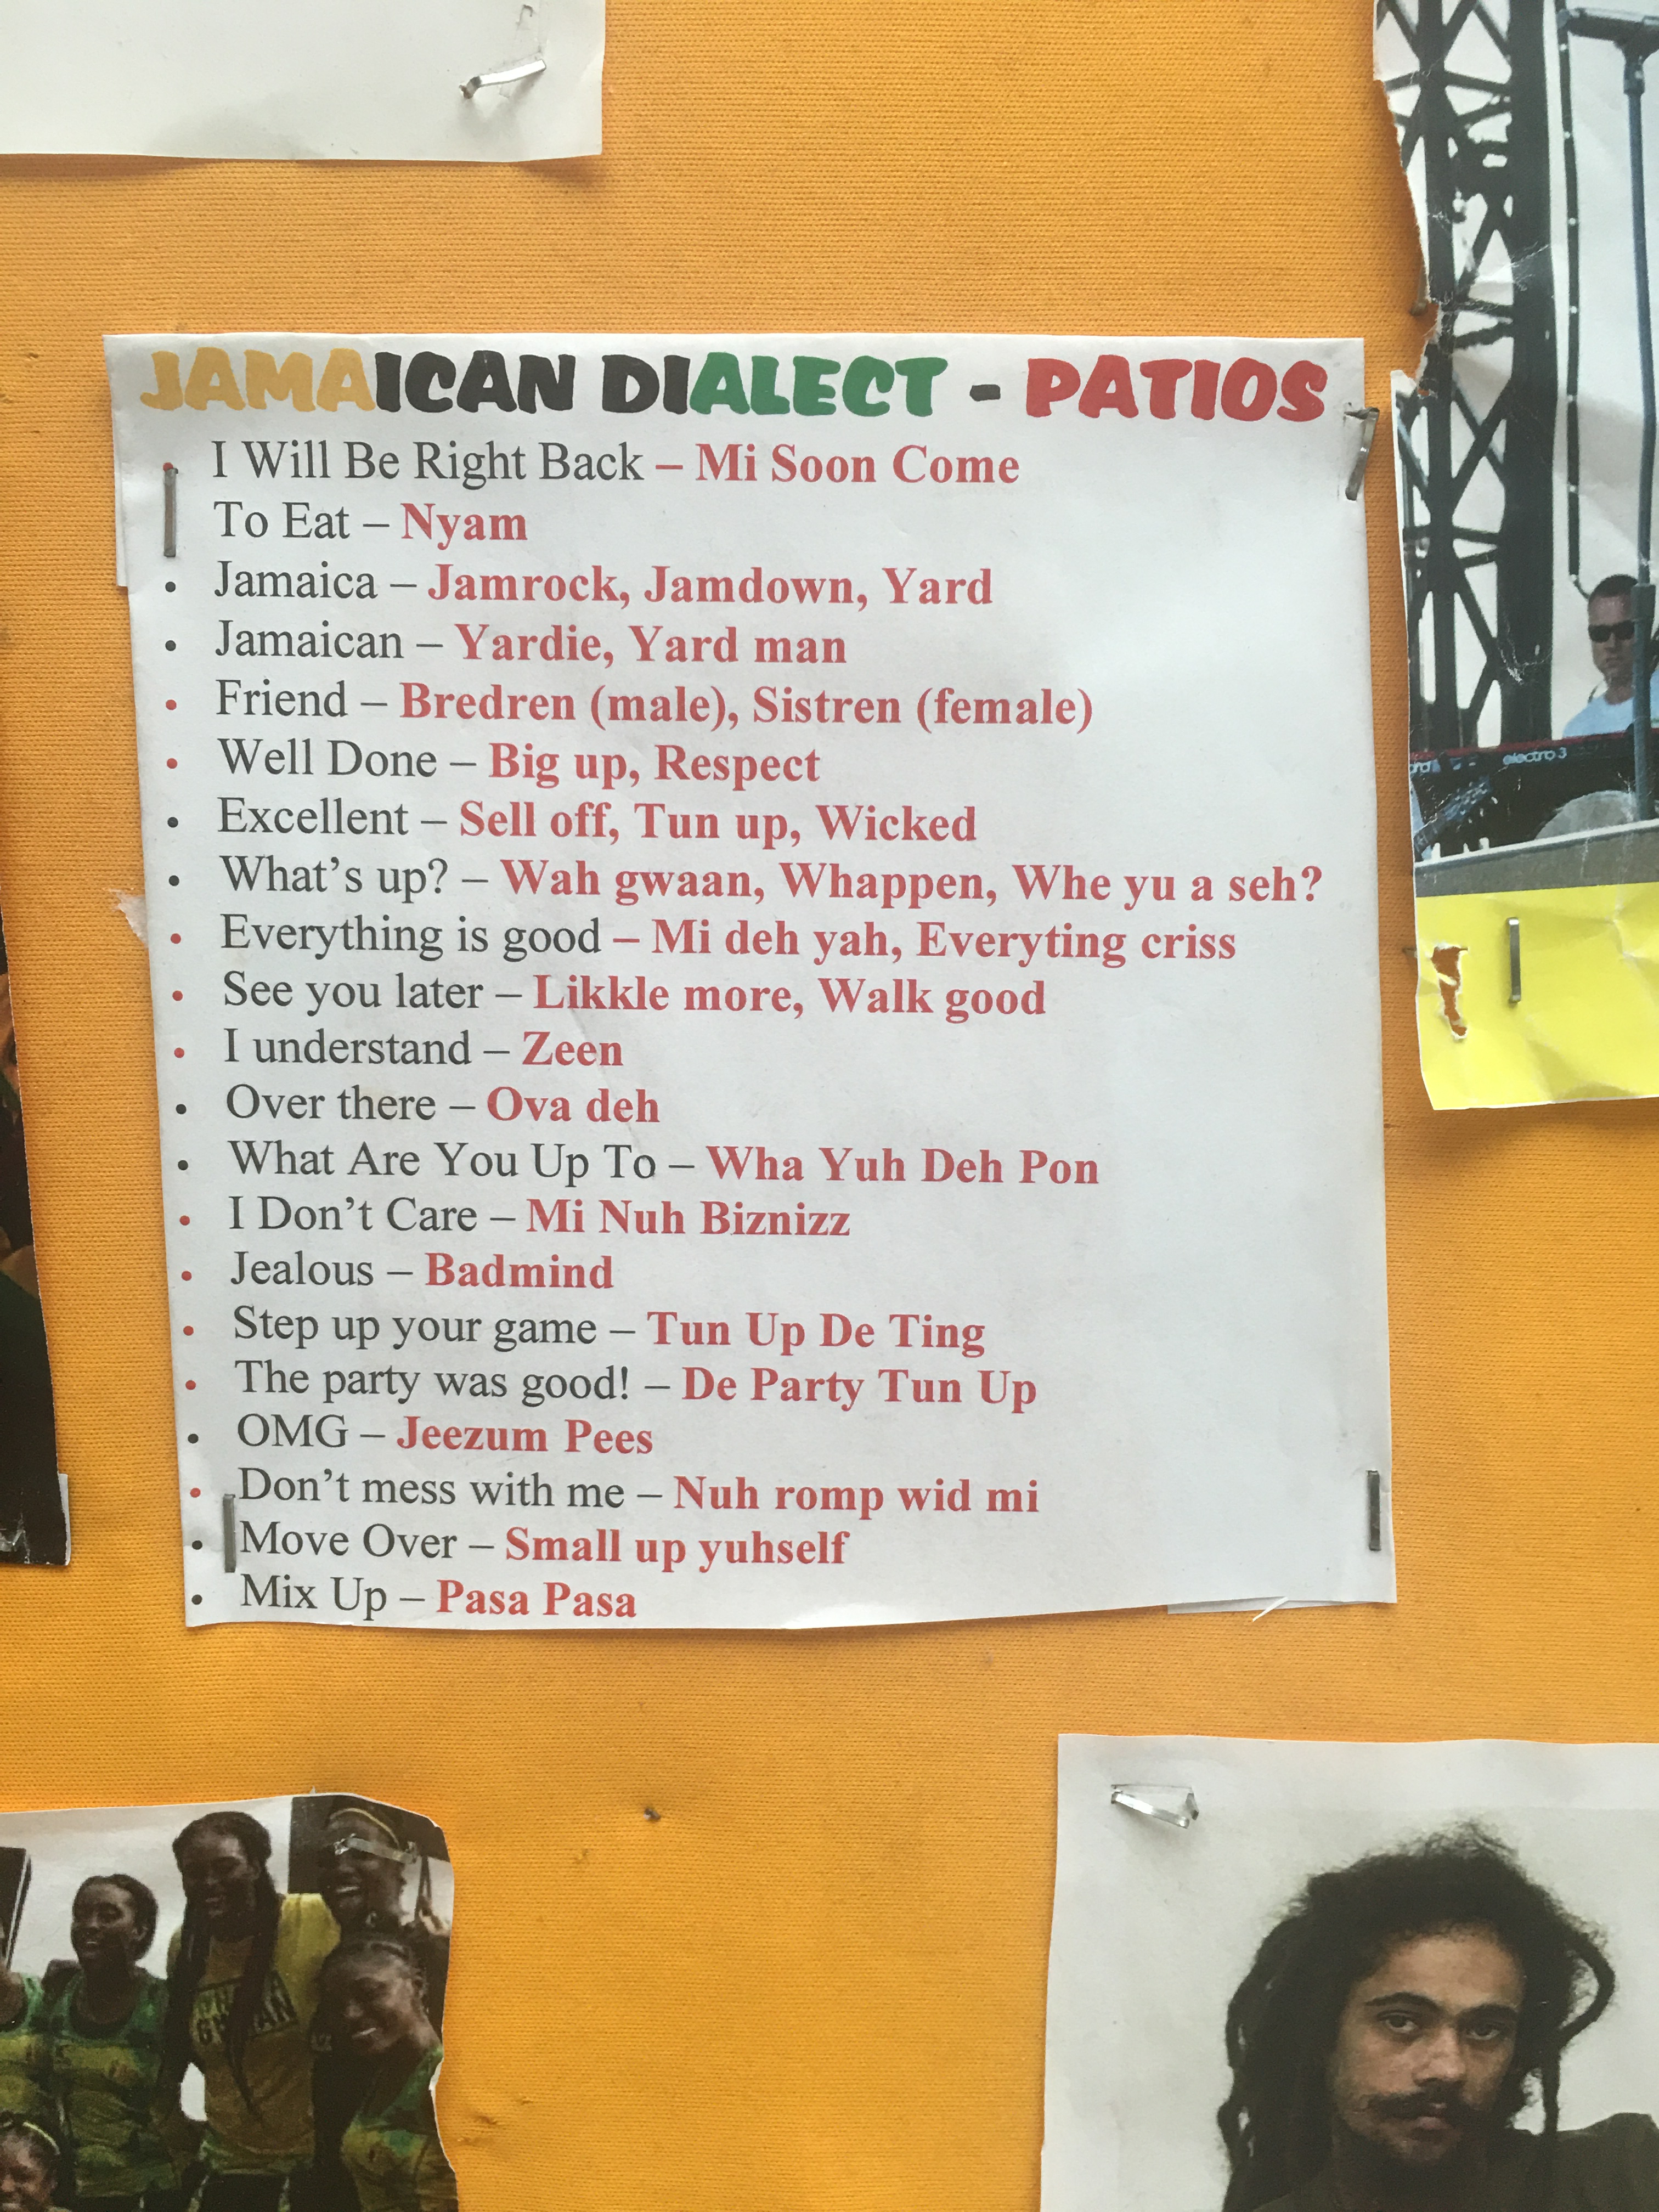 JAMAICAN DIALECT - PATIOS
I Will Be Right Back – Mi Soon Come
To Eat – Nyam
• Jamaica – Jamrock, Jamdown, Yard
• Jamaican – Yardie, Yard man
• Friend – Bredren (male), Sistren (female)
• Well Done – Big up, Respect
• Excellent – Sell off, Tun up, Wicked
• What's up? – Wah gwaan, Whappen, Whe yu a seh?
• Everything is good – Mi deh yah, Everyting criss
• See you later – Likkle more, Walk good
• I understand – Zeen
• Over there – Ova deh
• What Are You Up To – Wha Yuh Deh Pon
• I Don't Care – Mi Nuh Biznizz
• Jealous – Badmind
• Step up your game – Tun Up De Ting
• The party was good! – De Party Tun Up
• OMG – Jeezum Pees
• Don't mess with me – Nuh romp wid mi
• Move Over – Small up yuhself
• Mix Up – Pasa Pasa
electro 3